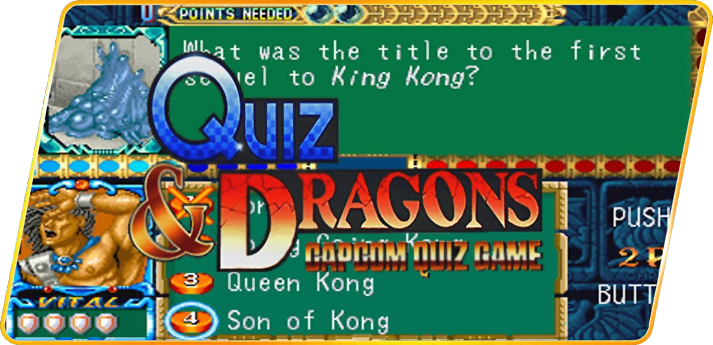 0 POINTS NEEDED
What was the title to the first
sequel to King Kong?
QUIZ
& DRAGONS
CAPCOM QUIZ GAME
3 Queen Kong
4 Son of Kong
VITAL
PUSH
2P
BUTT